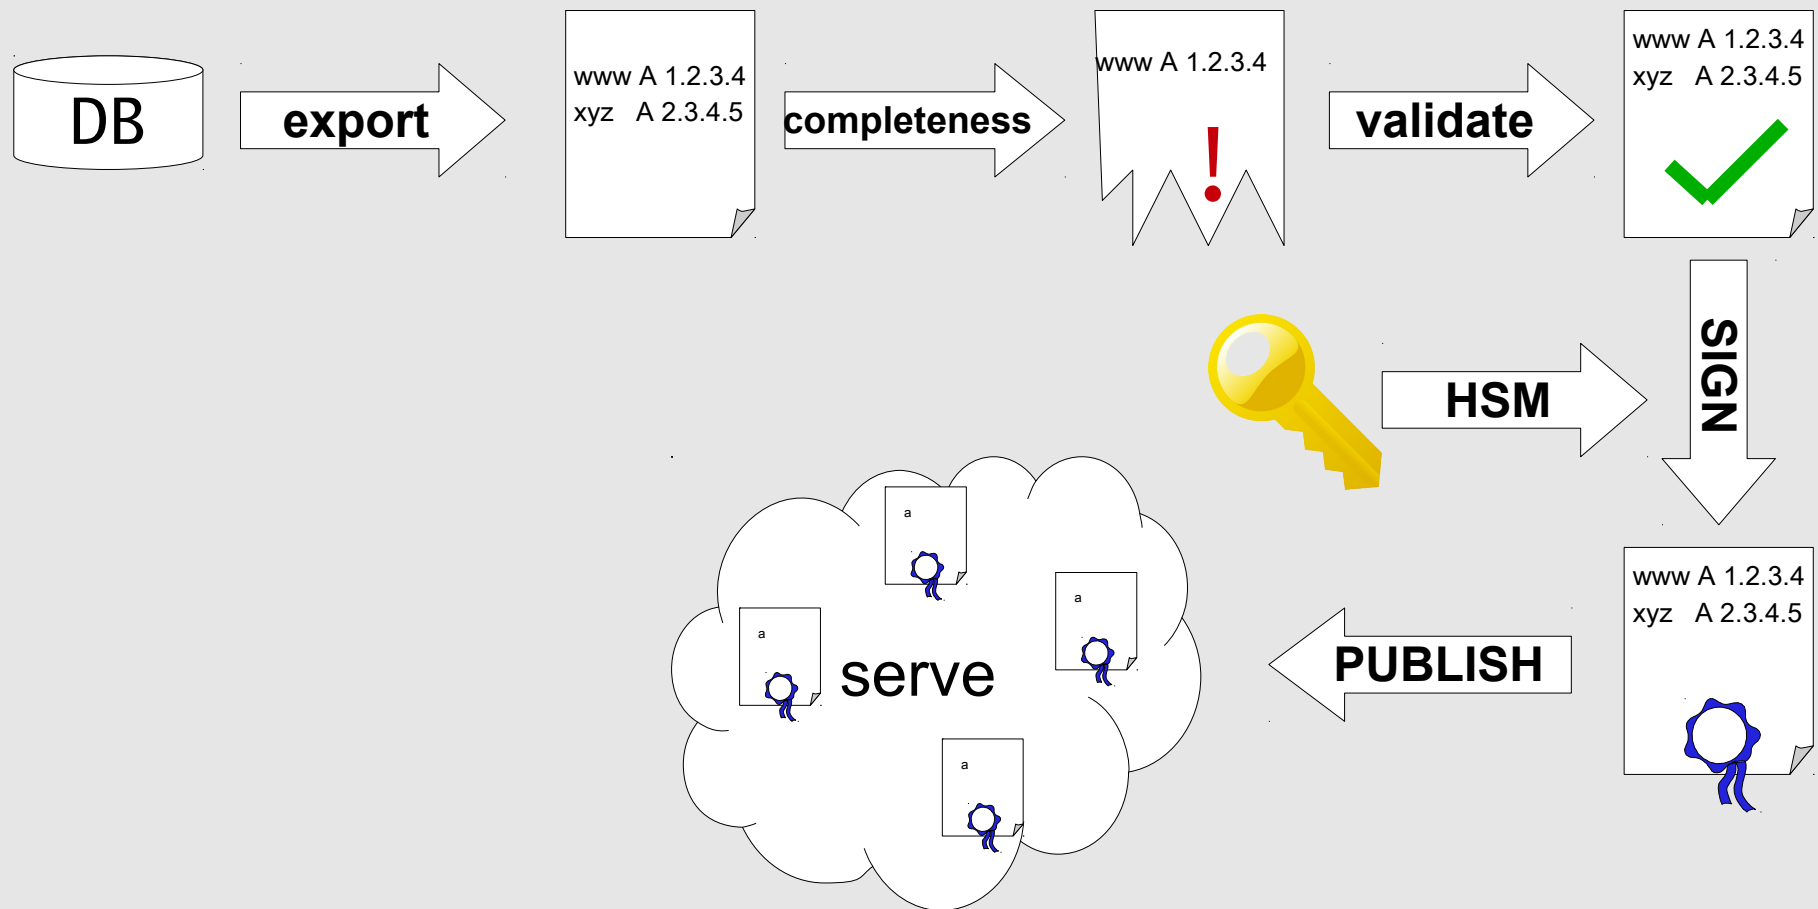 DB
export
www A 1.2.3.4
xyz A 2.3.4.5
completeness
www A 1.2.3.4
!
validate
www A 1.2.3.4
xyz A 2.3.4.5
SIGN
HSM
www A 1.2.3.4
xyz A 2.3.4.5
PUBLISH
serve
a
a
a
a